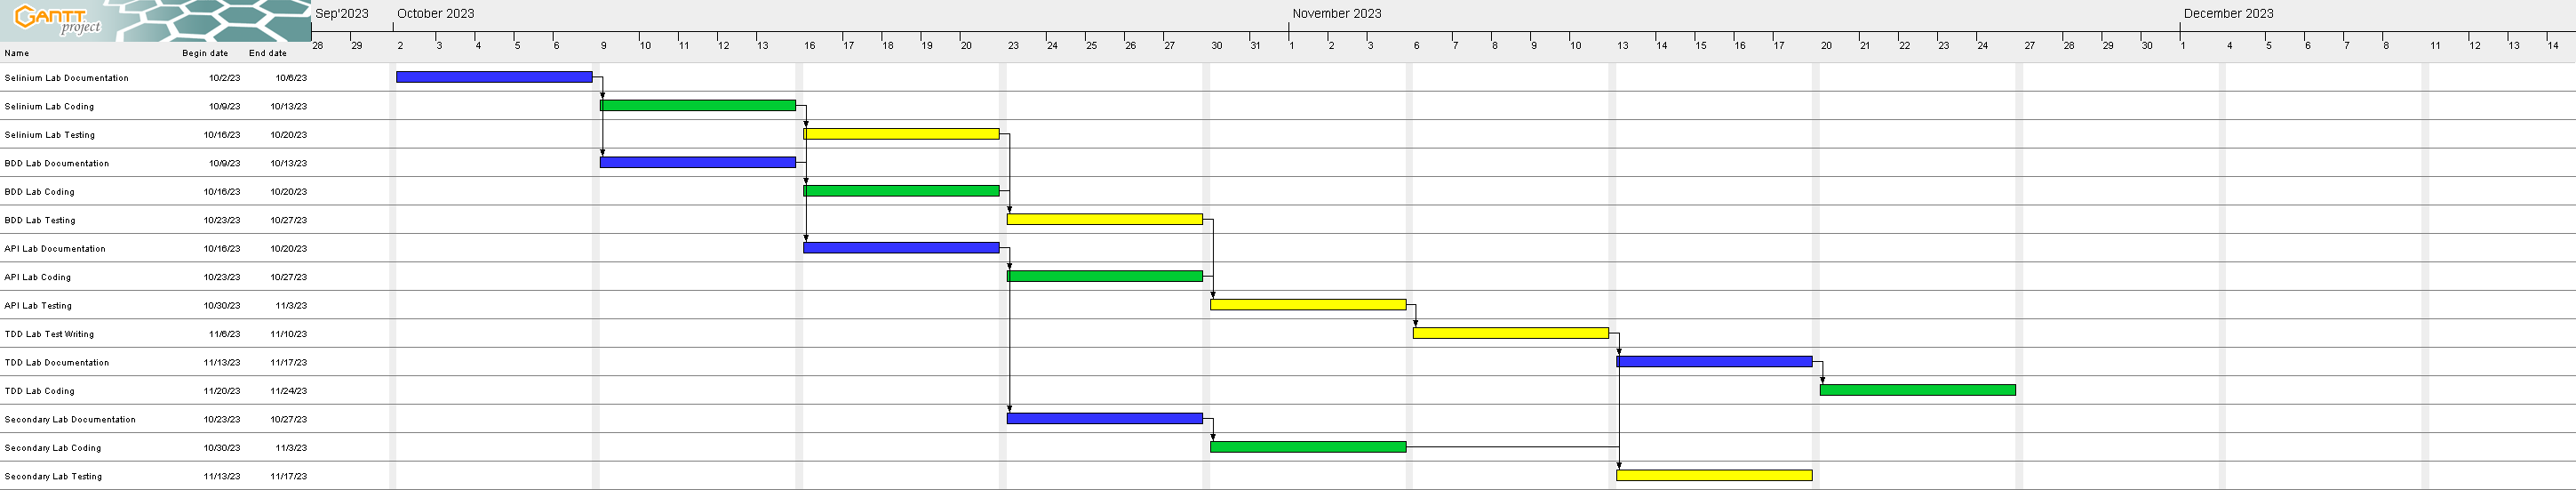 GANTT project
Sep'2023 October 2023 November 2023 December 2023
28 29 2 3 4 5 6 9 10 11 12 13 16 17 18 19 20 23 24 25 26 27 30 31 1 2 3 6 7 8 9 10 13 14 15 16 17 20 21 22 23 24 27 28 29 30 1 4 5 6 7 8 11 12 13 14
Name Begin date End date
Selinium Lab Documentation 10/2/23 10/6/23
Selinium Lab Coding 10/9/23 10/13/23
Selinium Lab Testing 10/16/23 10/20/23
BDD Lab Documentation 10/9/23 10/13/23
BDD Lab Coding 10/16/23 10/20/23
BDD Lab Testing 10/23/23 10/27/23
API Lab Documentation 10/16/23 10/20/23
API Lab Coding 10/23/23 10/27/23
API Lab Testing 10/30/23 11/3/23
TDD Lab Test Writing 11/6/23 11/10/23
TDD Lab Documentation 11/13/23 11/17/23
TDD Lab Coding 11/20/23 11/24/23
Secondary Lab Documentation 10/23/23 10/27/23
Secondary Lab Coding 10/30/23 11/3/23
Secondary Lab Testing 11/13/23 11/17/23